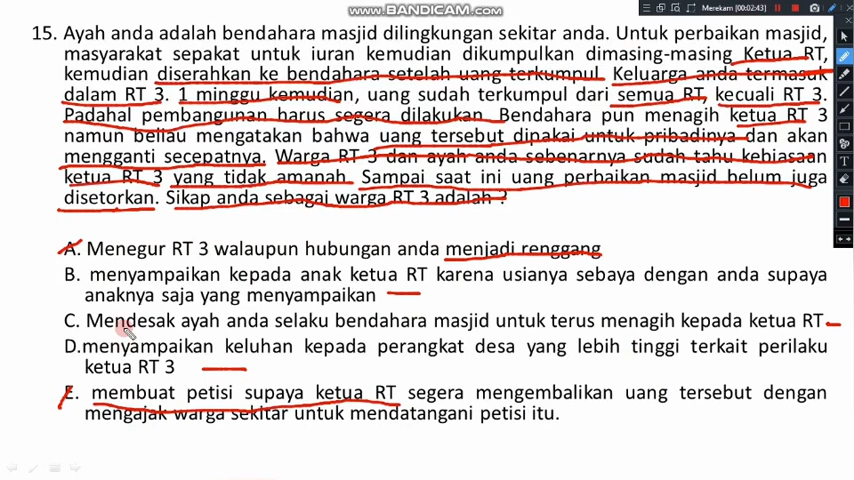 www.BANDICAM.com
Merekam [00:02:43]
15. Ayah anda adalah bendahara masjid dilingkungan sekitar anda. Untuk perbaikan masjid,
masyarakat sepakat untuk iuran kemudian dikumpulkan dimasing-masing Ketua RT,
kemudian diserahkan ke bendahara setelah uang terkumpul. Keluarga anda termasuk
dalam RT 3. 1 minggu kemudian, uang sudah terkumpul dari semua RT, kecuali RT 3.
Padahal pembangunan harus segera dilakukan. Bendahara pun menagih ketua RT 3
namun beliau mengatakan bahwa uang tersebut dipakai untuk pribadinya dan akan
mengganti secepatnya. Warga RT 3 dan ayah anda sebenarnya sudah tahu kebiasaan
ketua RT 3 yang tidak amanah. Sampai saat ini uang perbaikan masjid belum juga
disetorkan. Sikap anda sebagai warga RT 3 adalah ?
A. Menegur RT 3 walaupun hubungan anda menjadi renggang
B. menyampaikan kepada anak ketua RT karena usianya sebaya dengan anda supaya
anaknya saja yang menyampaikan
C. Mendesak ayah anda selaku bendahara masjid untuk terus menagih kepada ketua RT
D.menyampaikan keluhan kepada perangkat desa yang lebih tinggi terkait perilaku
ketua RT 3
E. membuat petisi supaya ketua RT segera mengembalikan uang tersebut dengan
mengajak warga sekitar untuk mendatangani petisi itu.